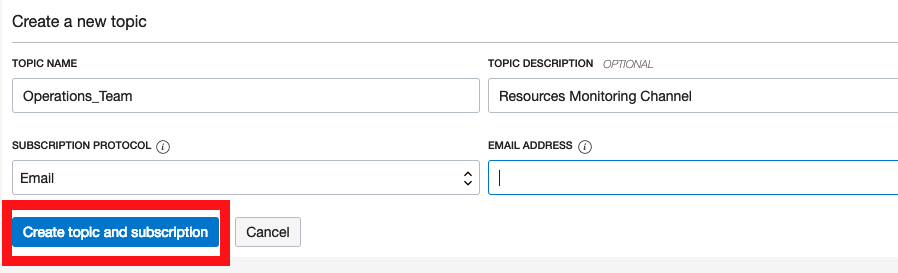 Create a new topic
TOPIC NAME
TOPIC DESCRIPTION OPTIONAL
Operations_Team
Resources Monitoring Channel
SUBSCRIPTION PROTOCOL i
EMAIL ADDRESS i
Email
Create topic and subscription
Cancel